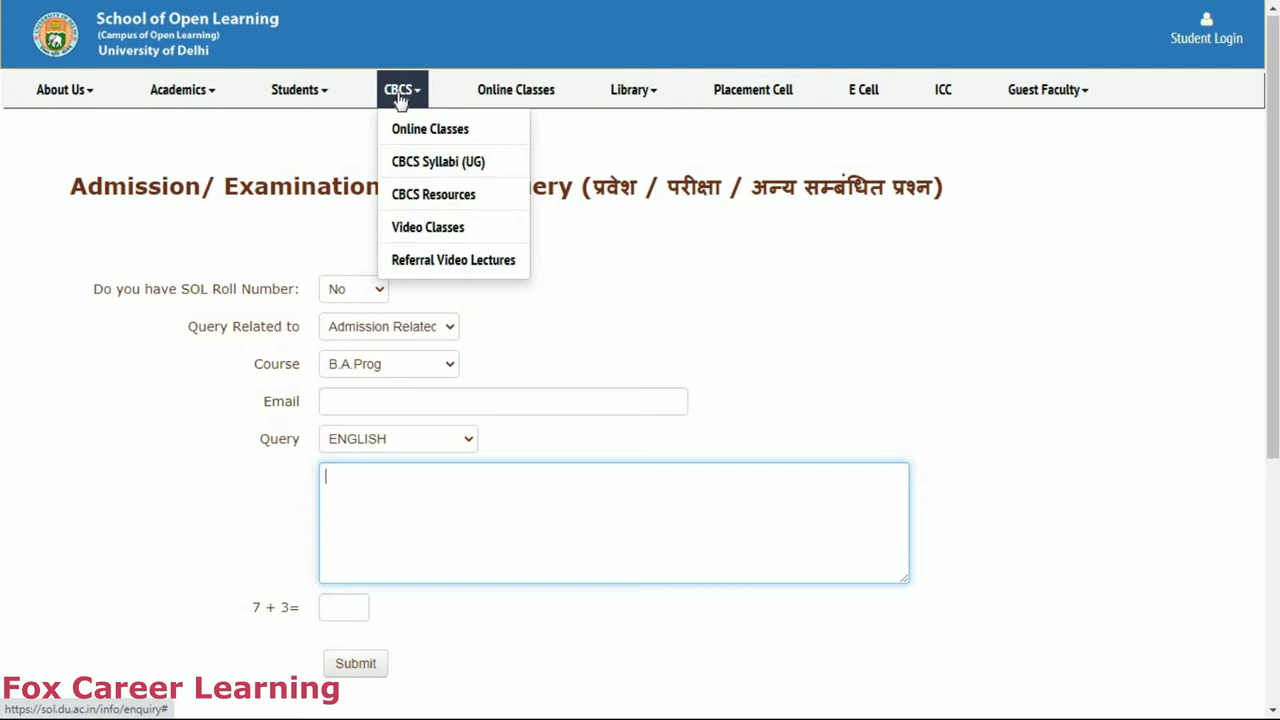 School of Open Learning
(Campus of Open Learning)
University of Delhi
Student Login
About Us
Academics
Students
CBCS
Online Classes
Library
Placement Cell
E Cell
ICC
Guest Faculty
Online Classes
CBCS Syllabi (UG)
CBCS Resources
Video Classes
Referral Video Lectures
Admission/ Examination ery (प्रवेश / परीक्षा / अन्य सम्बंधित प्रश्न)
Do you have SOL Roll Number: No
Query Related to Admission Related
Course B.A.Prog
Email
Query ENGLISH
7 + 3=
Submit
Fox Career Learning
https://sol.du.ac.in/info/enquiry#